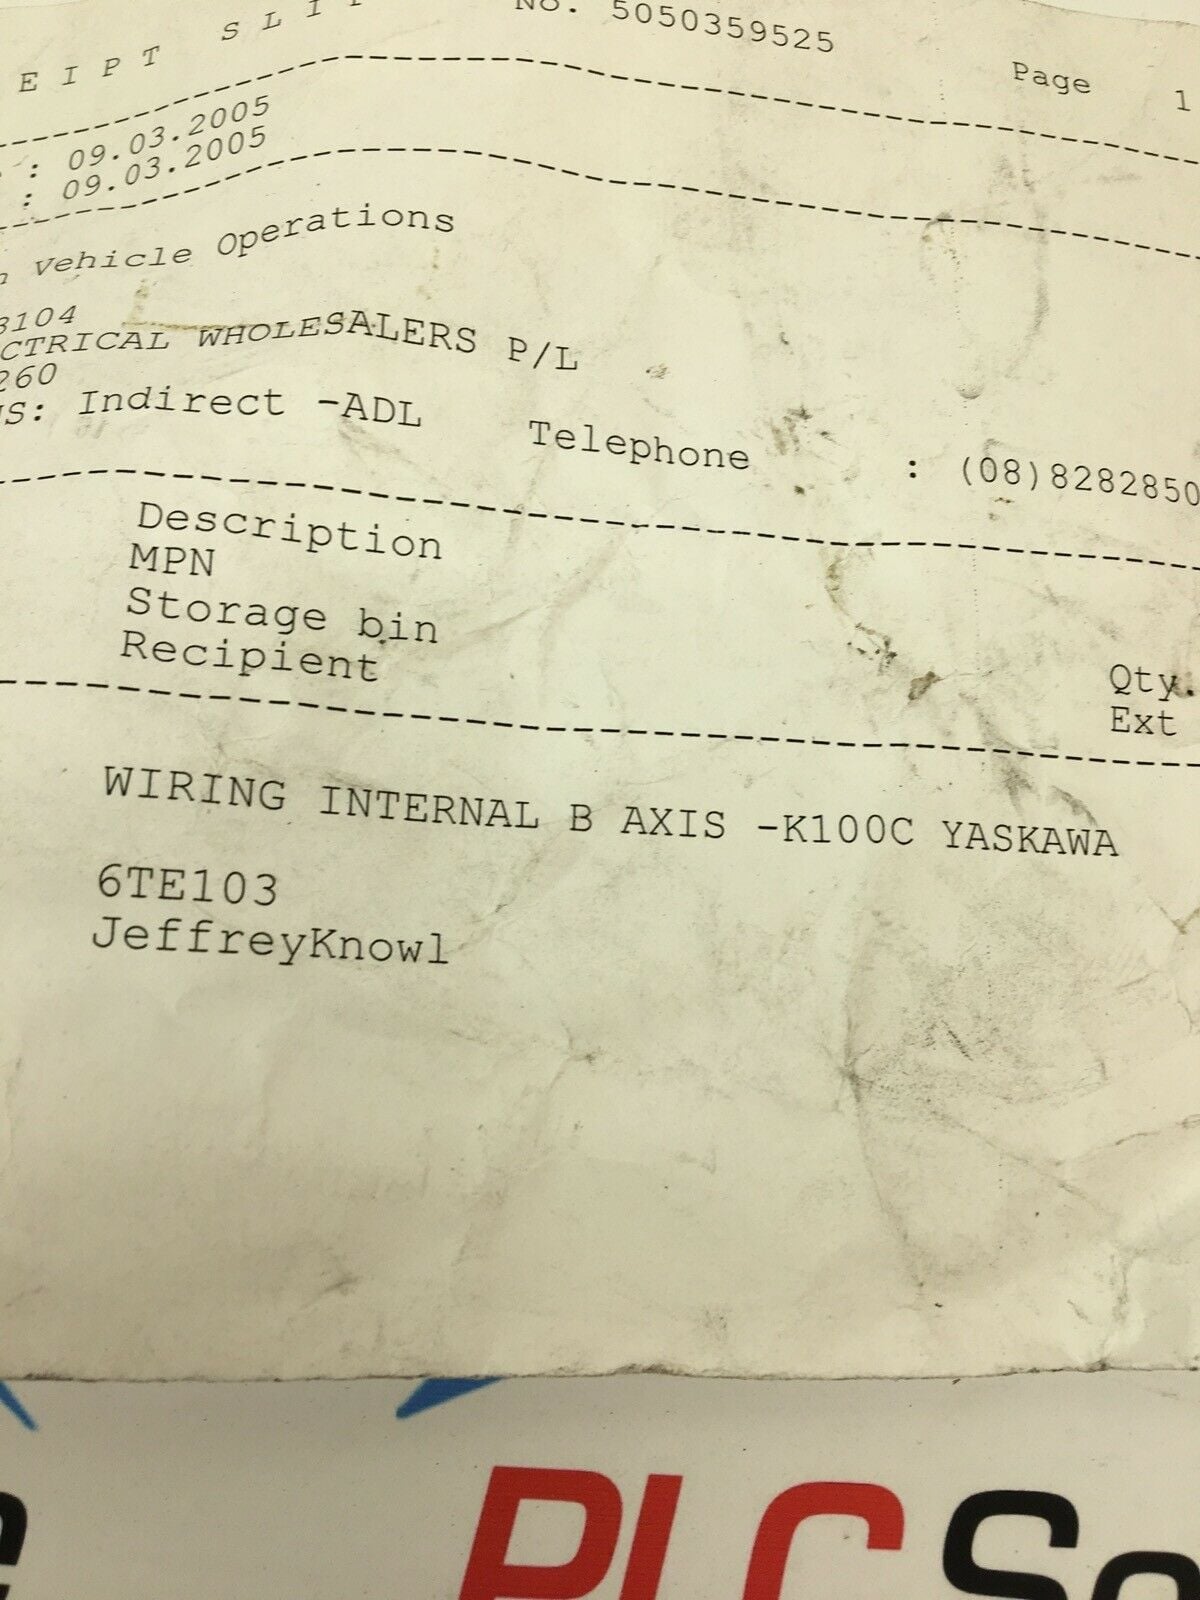 EIPT SLI No. 5050359525
Page 1
: 09.03.2005
: 09.03.2005
Vehicle Operations
3104
CTRICAL WHOLESALERS P/L
260
S: Indirect -ADL Telephone : (08)8282850
Description
MPN
Storage bin
Recipient
Qty.
Ext
WIRING INTERNAL B AXIS -K100C YASKAWA
6TE103
JeffreyKnowl
PLC So